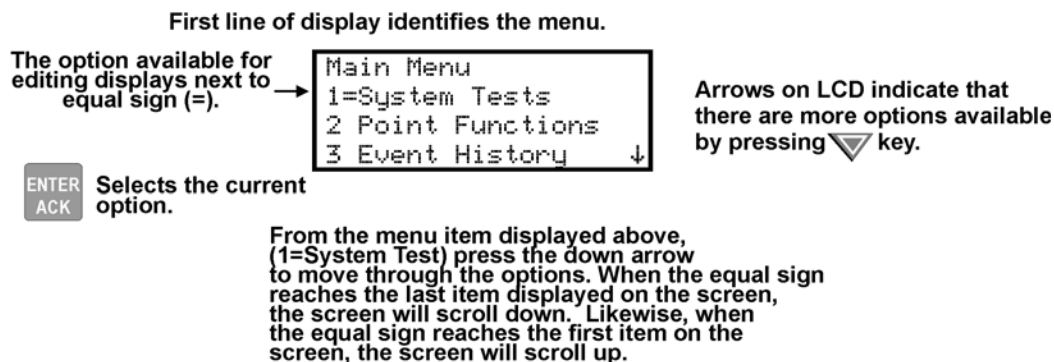 First line of display identifies the menu.
The option available for
editing displays next to
equal sign (=).
Main Menu
1=System Tests
2 Point Functions
3 Event History ↓
Arrows on LCD indicate that
there are more options available
by pressing key.
ENTER
ACK
Selects the current
option.
From the menu item displayed above,
(1=System Test) press the down arrow
to move through the options. When the equal sign
reaches the last item displayed on the screen,
the screen will scroll down. Likewise, when
the equal sign reaches the first item on the
screen, the screen will scroll up.